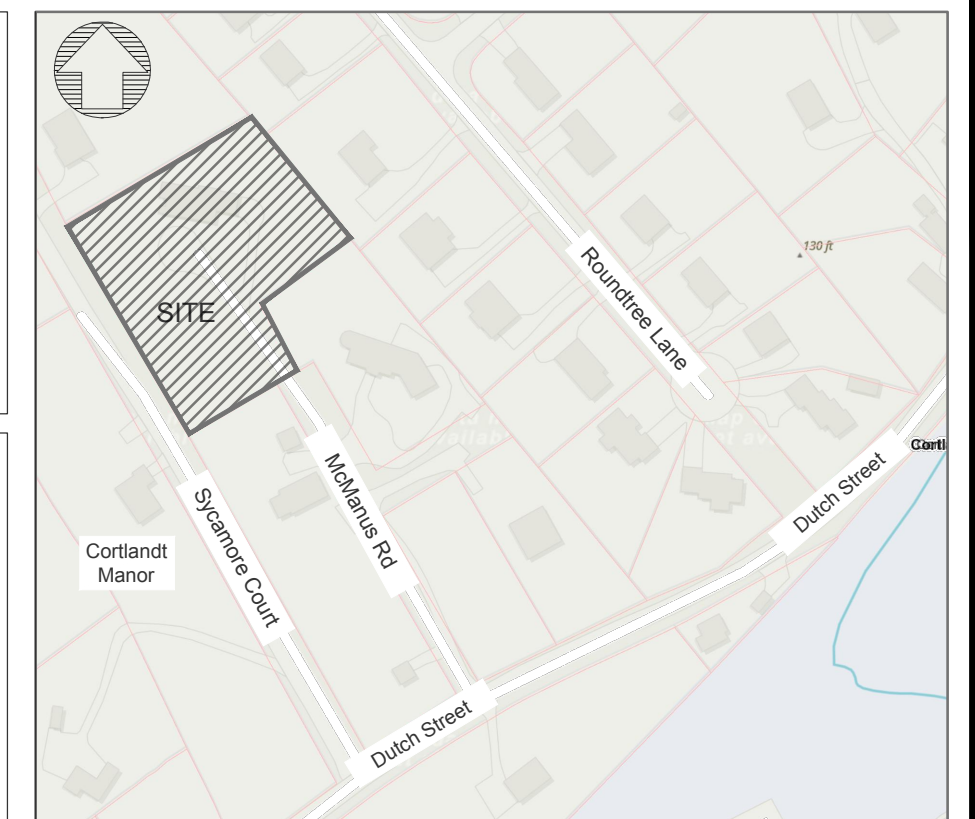 130 ft
Roundtree Lane
SITE
Cortl
Dutch Street
McManus Rd
Sycamore Court
Cortlandt
Manor
Dutch Street